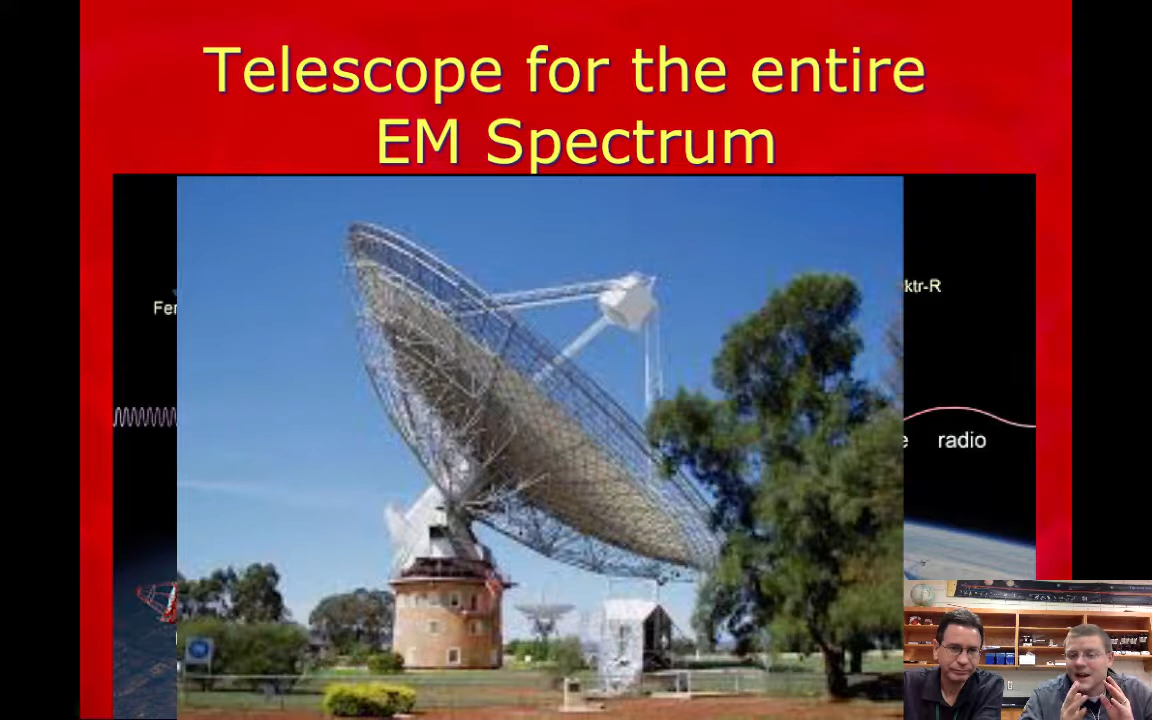 Telescope for the entire
EM Spectrum
ktr-R
Fer
e radio